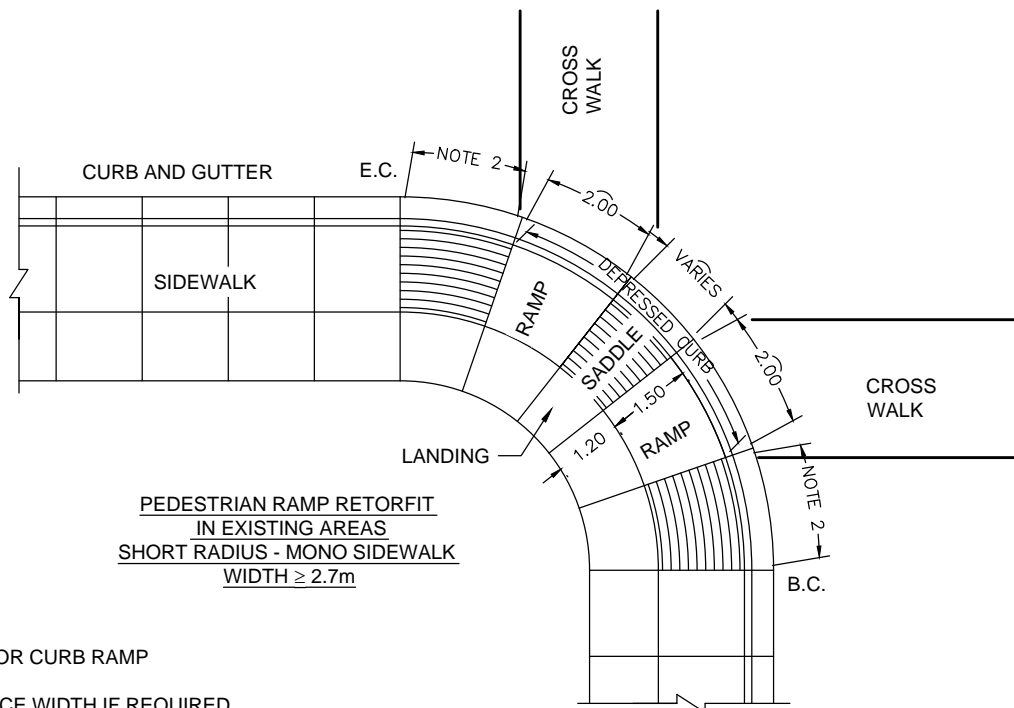 CROSS
WALK
CURB AND GUTTER
E.C.
NOTE 2
2.00
VARIES
2.00
DEPRESSED CURB
SIDEWALK
RAMP
SADDLE
1.50
1.20
RAMP
CROSS
WALK
LANDING
NOTE 2
B.C.
PEDESTRIAN RAMP RETORFIT
IN EXISTING AREAS
SHORT RADIUS - MONO SIDEWALK
WIDTH ≥ 2.7m
OR CURB RAMP
CE WIDTH IF REQUIRED